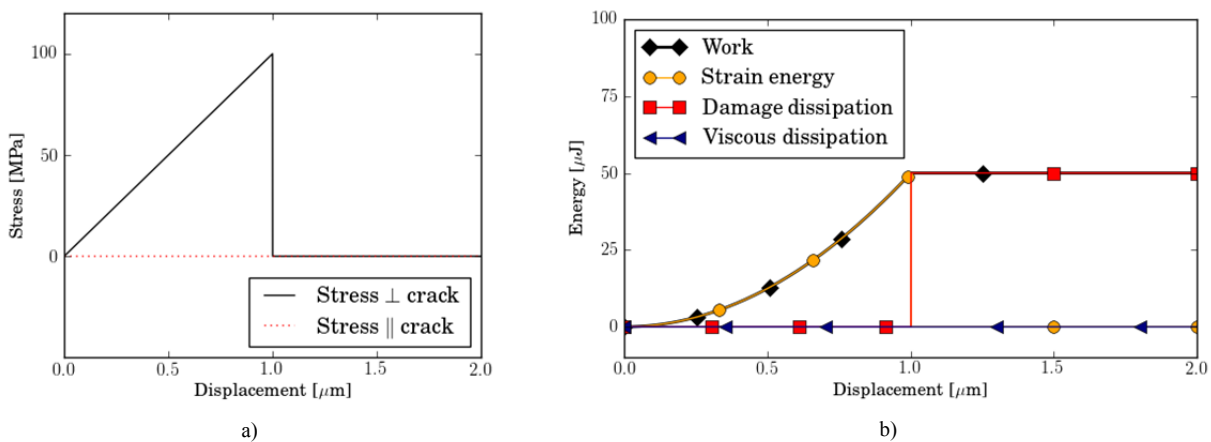 100
50
0
Stress [MPa]
Stress ⊥ crack
Stress ∥ crack
0.0 0.5 1.0 1.5 2.0
Displacement [μm]
a)
100
75
50
25
0
Energy [μJ]
Work
Strain energy
Damage dissipation
Viscous dissipation
0.0 0.5 1.0 1.5 2.0
Displacement [μm]
b)